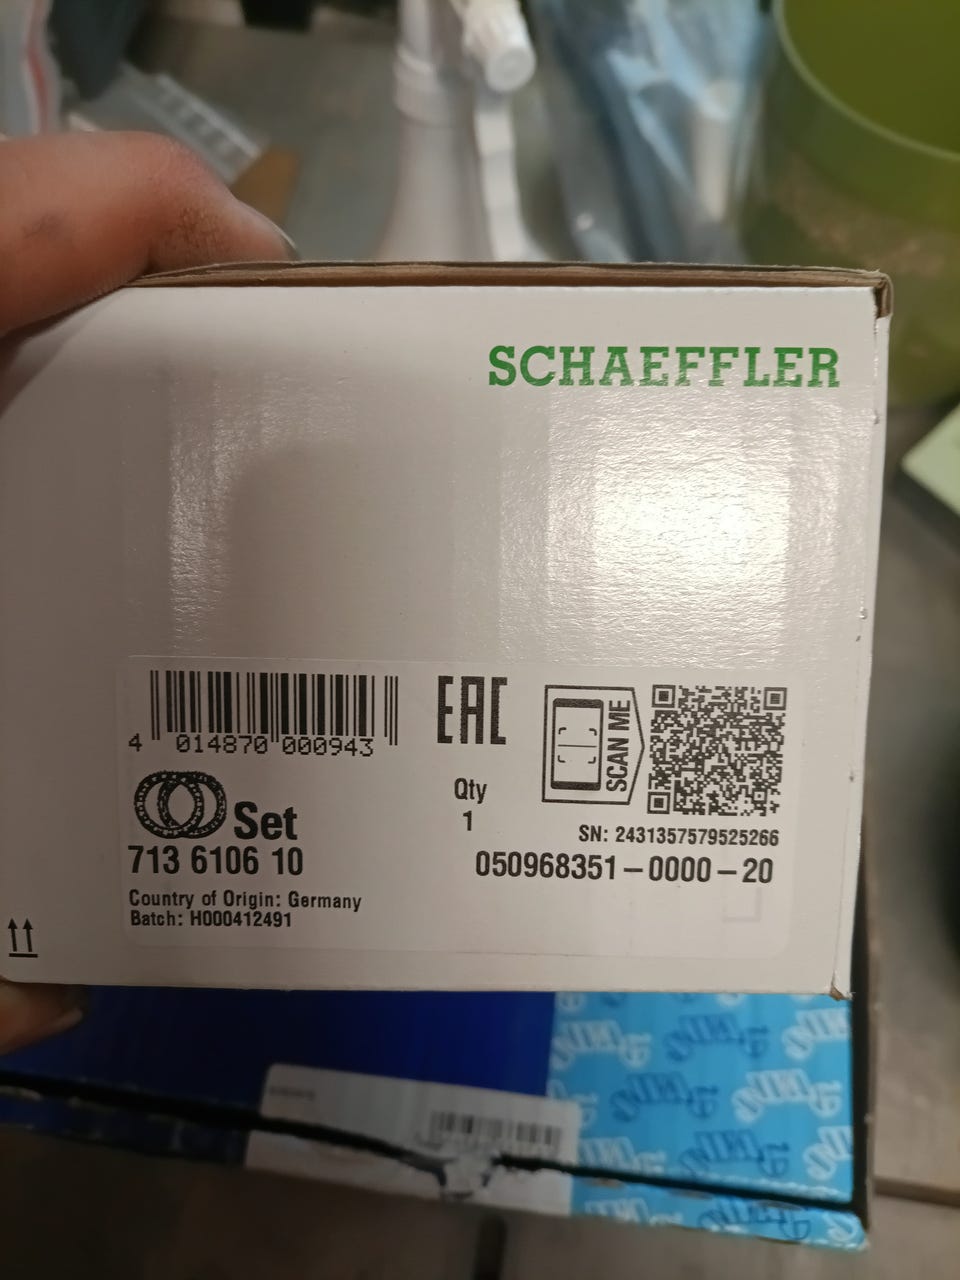 SCHAEFFLER
4 014870 000943
EAC
SCAN ME
Qty
1
Set
SN: 2431357579525266
713 6106 10
050968351-0000-20
Country of Origin: Germany
Batch: H000412491